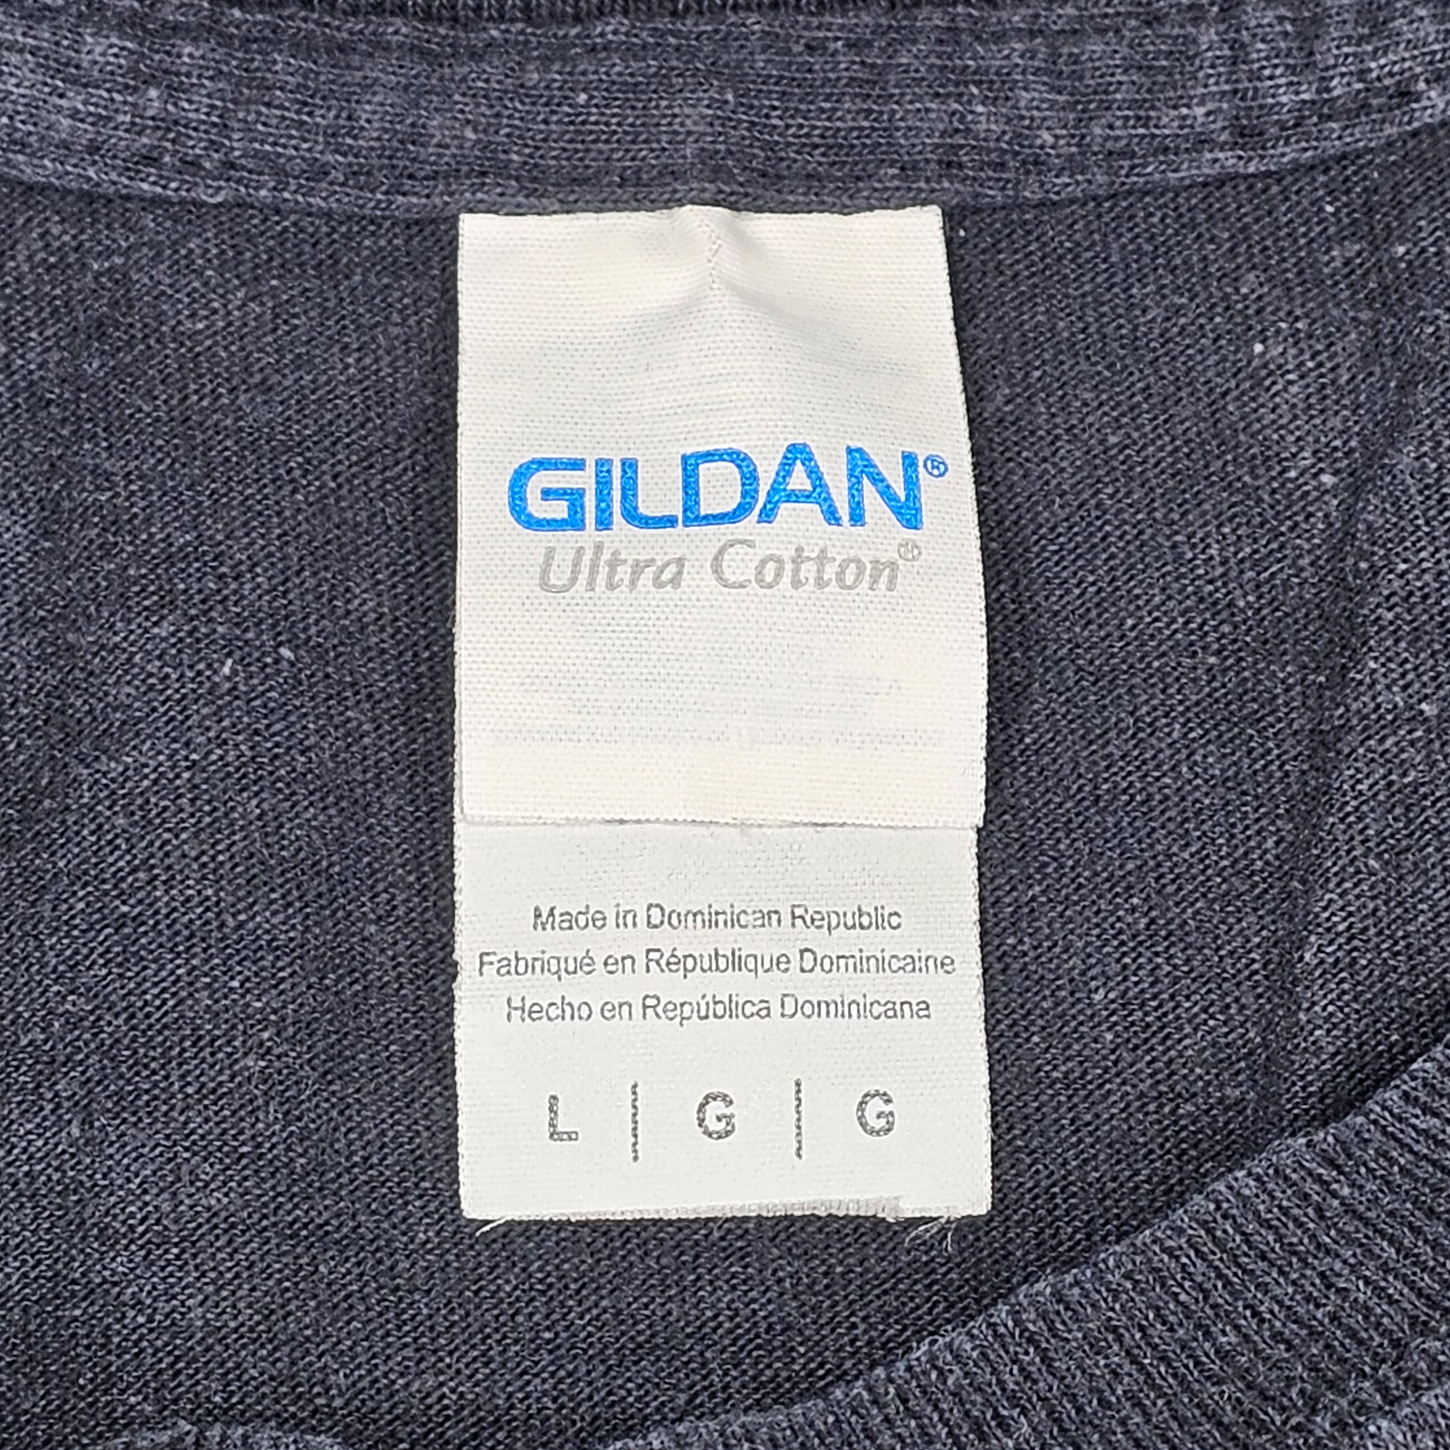 GILDAN®
Ultra Cotton®
Made in Dominican Republic
Fabriqué en République Dominicaine
Hecho en República Dominicana
L | G | G